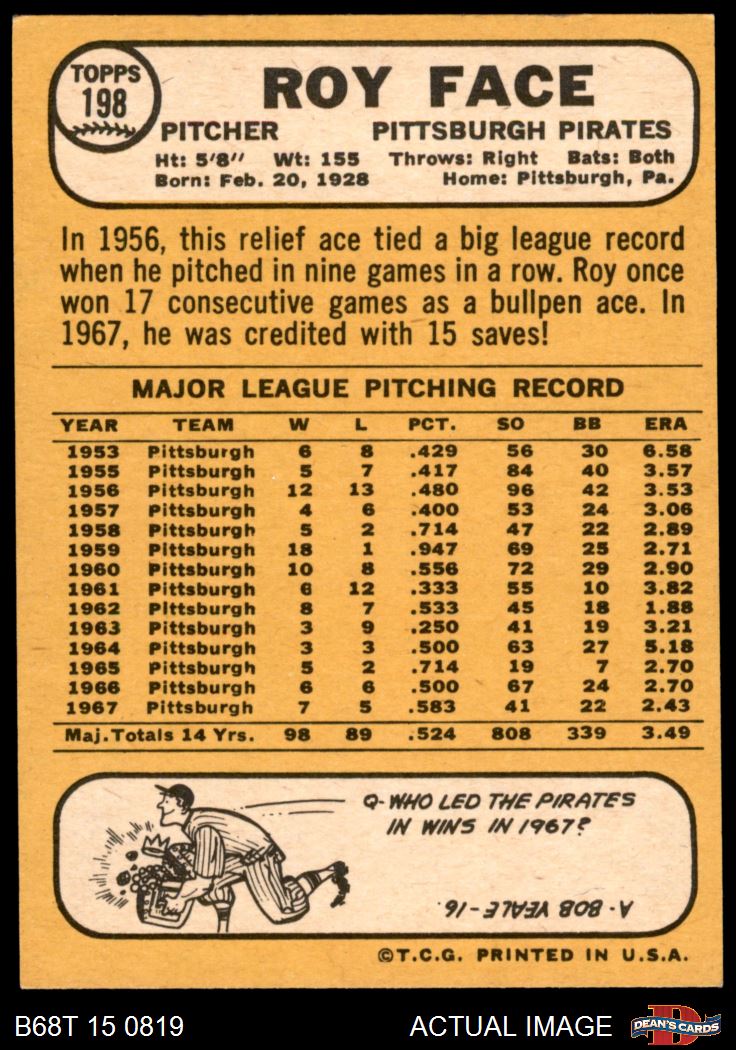 TOPPS
198
ROY FACE
PITCHER PITTSBURGH PIRATES
Ht: 5'8" Wt: 155 Throws: Right Bats: Both
Born: Feb. 20, 1928 Home: Pittsburgh, Pa.
In 1956, this relief ace tied a big league record
when he pitched in nine games in a row. Roy once
won 17 consecutive games as a bullpen ace. In
1967, he was credited with 15 saves!
MAJOR LEAGUE PITCHING RECORD
YEAR TEAM W L PCT. SO BB ERA
1953 Pittsburgh 6 8 .429 56 30 6.58
1955 Pittsburgh 5 7 .417 84 40 3.57
1956 Pittsburgh 12 13 .480 96 42 3.53
1957 Pittsburgh 4 6 .400 53 24 3.06
1958 Pittsburgh 5 2 .714 47 22 2.89
1959 Pittsburgh 18 1 .947 69 25 2.71
1960 Pittsburgh 10 8 .556 72 29 2.90
1961 Pittsburgh 6 12 .333 55 10 3.82
1962 Pittsburgh 8 7 .533 45 18 1.88
1963 Pittsburgh 3 9 .250 41 19 3.21
1964 Pittsburgh 3 3 .500 63 27 5.18
1965 Pittsburgh 5 2 .714 19 7 2.70
1966 Pittsburgh 6 6 .500 67 24 2.70
1967 Pittsburgh 7 5 .583 41 22 2.43
Maj.Totals 14 Yrs. 98 89 .524 808 339 3.49
Q-WHO LED THE PIRATES
IN WINS IN 1967?
A-BOB VEALE-16.
©T.C.G. PRINTED IN U.S.A.
B68T 15 0819 ACTUAL IMAGE
D
DEAN'S CARDS